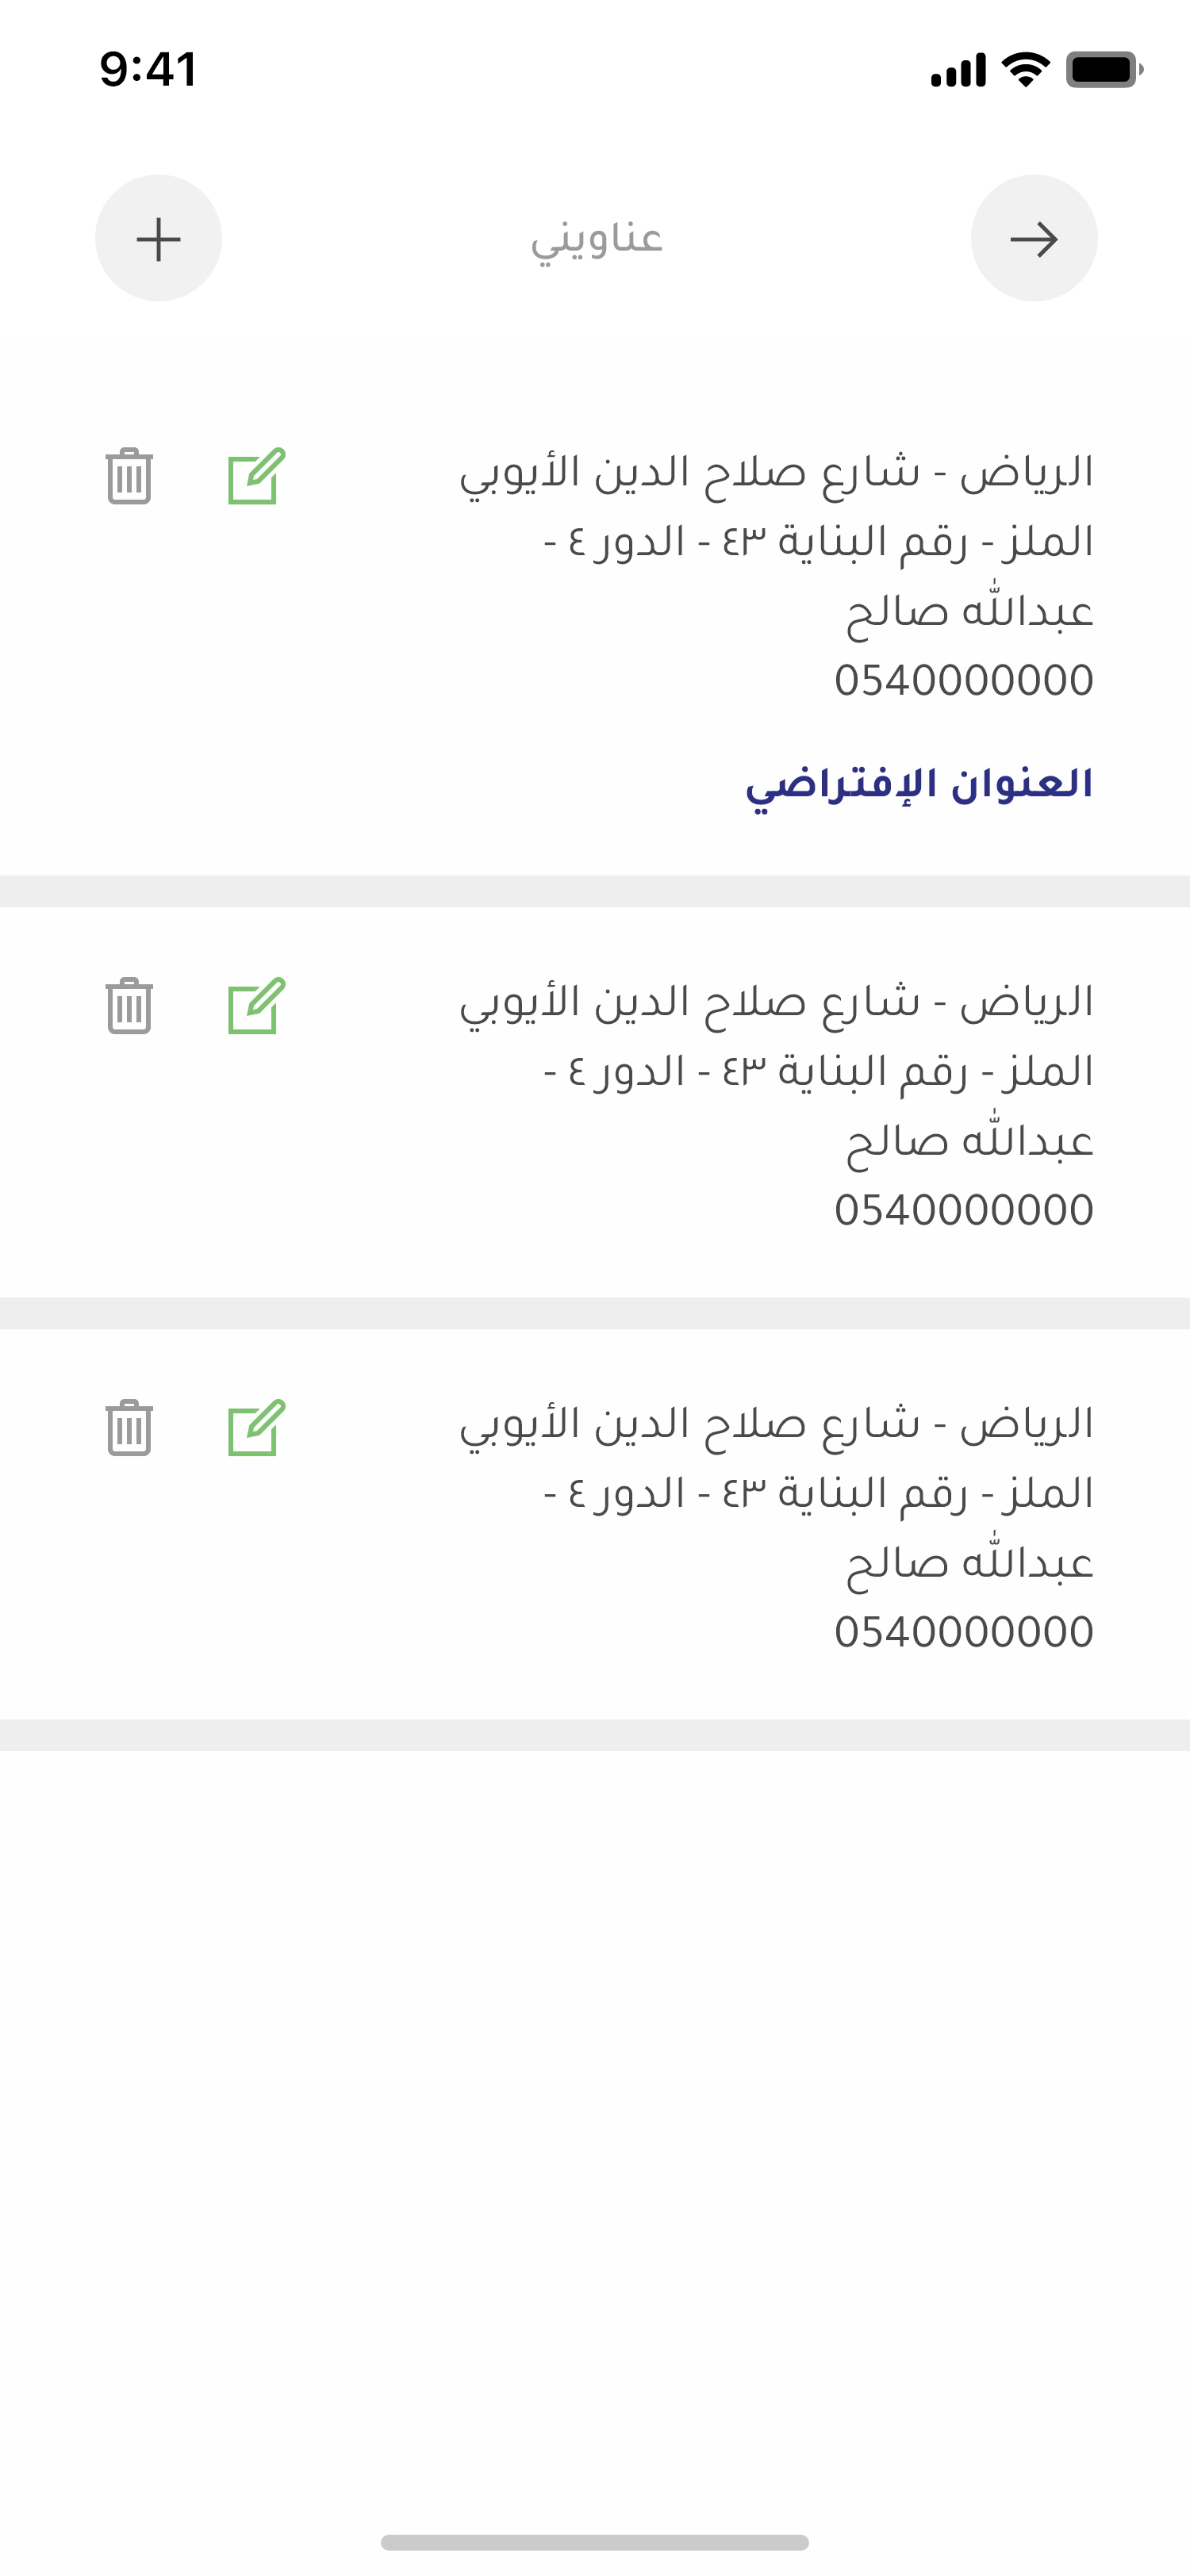 9:41
عناويني
الرياض - شارع صلاح الدين الأيوبي
الملز - رقم البناية ٤٣ - الدور ٤ -
عبدالله صالح
0540000000
العنوان الإفتراضي
الرياض - شارع صلاح الدين الأيوبي
الملز - رقم البناية ٤٣ - الدور ٤ -
عبدالله صالح
0540000000
الرياض - شارع صلاح الدين الأيوبي
الملز - رقم البناية ٤٣ - الدور ٤ -
عبدالله صالح
0540000000